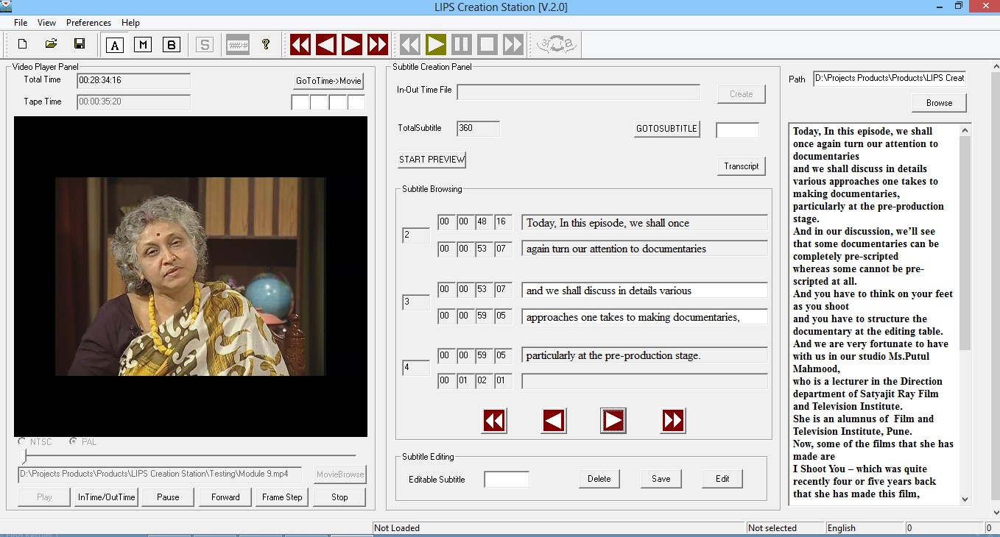 LIPS Creation Station [V.2.0]
File View Preferences Help
A M B S ?
Video Player Panel
Total Time 00:28:34:16 GoToTime->Movie
Tape Time 00:00:35:20
NTSC PAL
D:\Projects Products\Products\LIPS Creation Station\Testing\Module 9.mp4 MovieBrowse
Play InTime/OutTime Pause Forward Frame Step Stop
Subtitle Creation Panel
In-Out Time File Create
TotalSubtitle 360 GOTOSUBTITLE
START PREVIEW Transcript
Subtitle Browsing
2
00 00 48 16 Today, In this episode, we shall once
00 00 53 07 again turn our attention to documentaries
3
00 00 53 07 and we shall discuss in details various
00 00 59 05 approaches one takes to making documentaries,
4
00 00 59 05 particularly at the pre-production stage.
00 01 02 01
Subtitle Editing
Editable Subtitle Delete Save Edit
Path D:\Projects Products\Products\LIPS Creat
Browse
Today, In this episode, we shall
once again turn our attention to
documentaries
and we shall discuss in details
various approaches one takes to
making documentaries,
particularly at the pre-production
stage.
And in our discussion, we’ll see
that some documentaries can be
completely pre-scripted
whereas some cannot be pre-
scripted at all.
And you have to think on your feet
as you shoot
and you have to structure the
documentary at the editing table.
And we are very fortunate to have
with us in our studio Ms.Putul
Mahmood,
who is a lecturer in the Direction
department of Satyajit Ray Film
and Television Institute.
She is an alumnus of Film and
Television Institute, Pune.
Now, some of the films that she has
made are
I Shoot You – which was quite
recently four or five years back
that she has made this film,
Not Loaded Not selected English 0 0